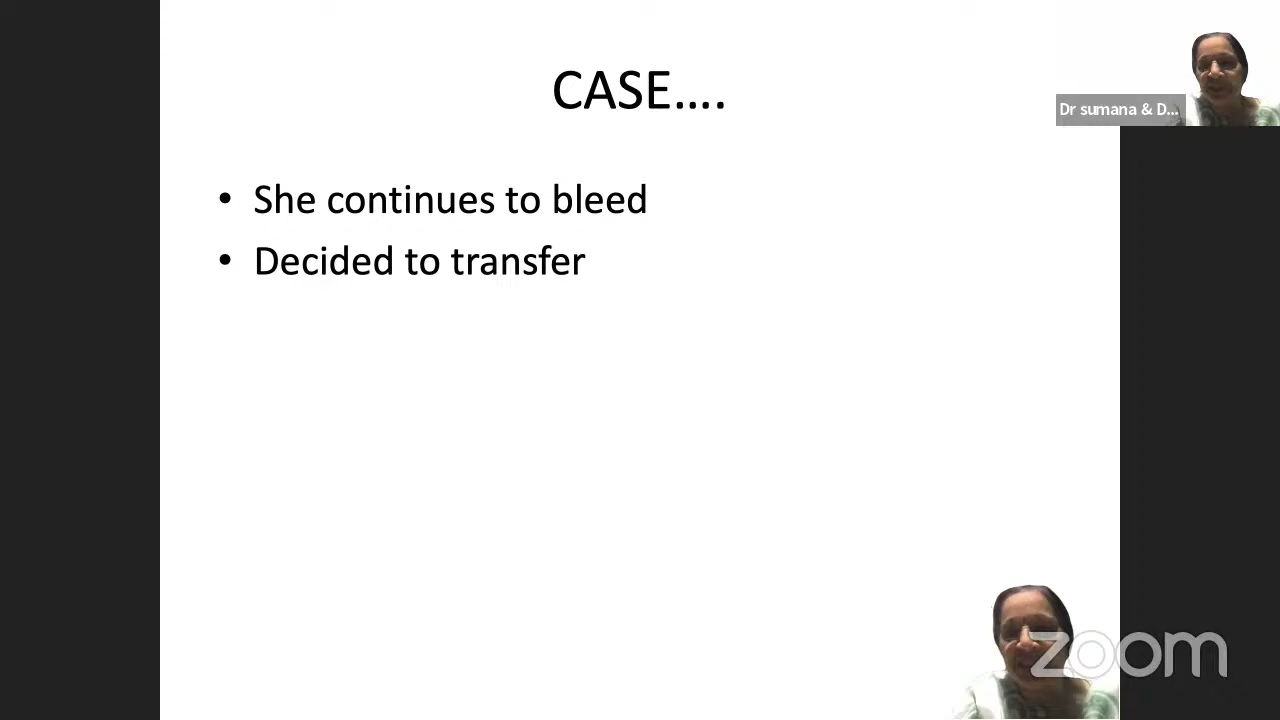 CASE....
Dr sumana & D...
• She continues to bleed
• Decided to transfer
zoom